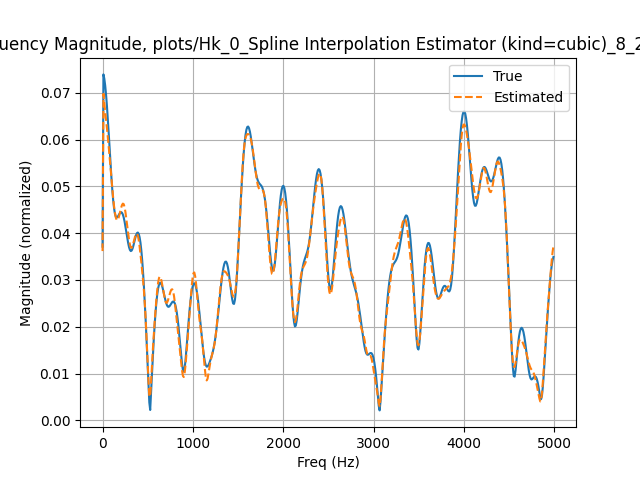 uency Magnitude, plots/Hk_0_Spline Interpolation Estimator (kind=cubic)_8_2
True
Estimated
Magnitude (normalized)
0.07
0.06
0.05
0.04
0.03
0.02
0.01
0.00
0 1000 2000 3000 4000 5000
Freq (Hz)